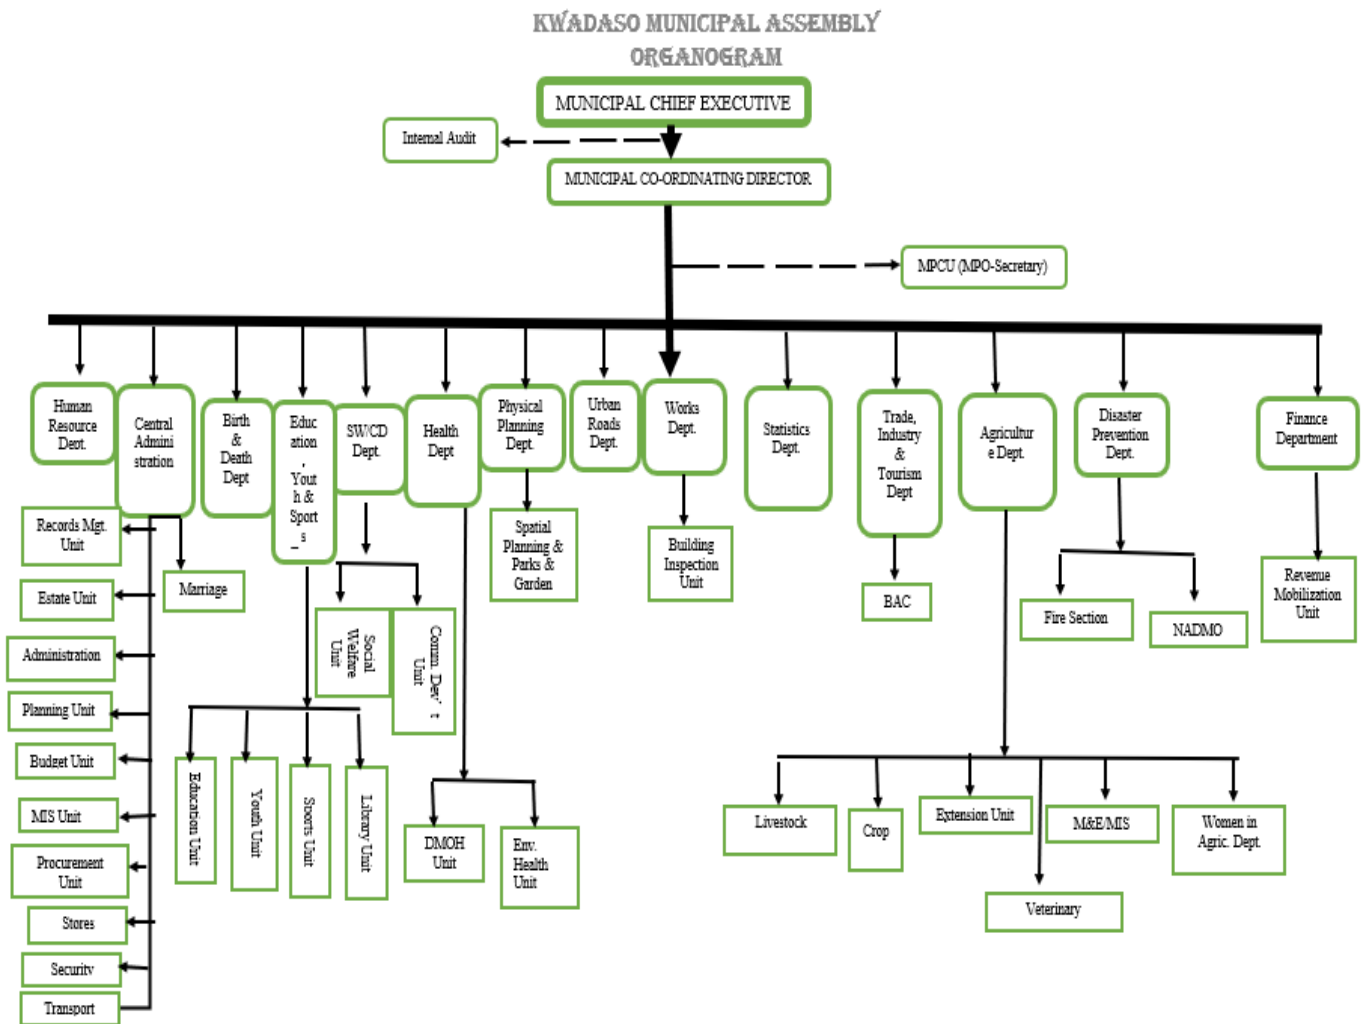 KWADASO MUNICIPAL ASSEMBLY
ORGANOGRAM
MUNICIPAL CHIEF EXECUTIVE
Internal Audit
MUNICIPAL CO-ORDINATING DIRECTOR
MPCU (MPO-Secretary)
Human
Resource
Dept.
Central
Admini
stration
Birth
&
Death
Dept
Educ
ation
,
Yout
h &
Sport
s
SW/CD
Dept.
Health
Dept
Physical
Planning
Dept.
Urban
Roads
Dept.
Works
Dept.
Statistics
Dept.
Trade,
Industry
&
Tourism
Dept
Agricultur
e Dept.
Disaster
Prevention
Dept.
Finance
Department
Records Mgt.
Unit
Estate Unit
Administration
Planning Unit
Budget Unit
MIS Unit
Procurement
Unit
Stores
Security
Transport
Marriage
Education Unit
Youth Unit
Sports Unit
Library Unit
Social
Welfare
Unit
Comm. Dev't
Unit
DMOH
Unit
Env.
Health
Unit
Spatial
Planning &
Parks &
Garden
Building
Inspection
Unit
BAC
Livestock
Crop
Extension Unit
Veterinary
M&E/MIS
Women in
Agric. Dept.
Fire Section
NADMO
Revenue
Mobilization
Unit